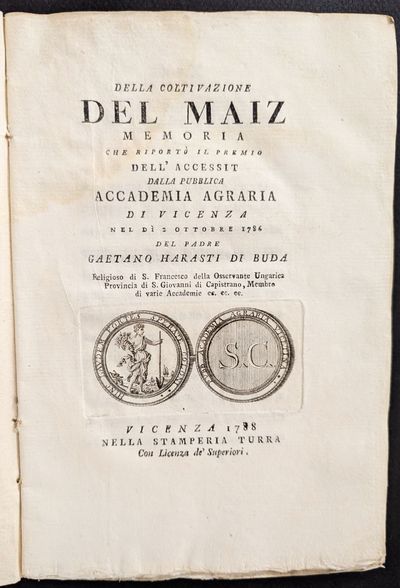 DELLA COLTIVAZIONE
DEL MAIZ
MEMORIA
CHE RIPORTÒ IL PREMIO
DELL' ACCESSIT
DALLA PUBBLICA
ACCADEMIA AGRARIA
DI VICENZA
NEL DÌ 2 OTTOBRE 1786
DEL PADRE
GAETANO HARASTI DI BUDA
Religioso di S. Francesco della Osservante Ungarica
Provincia di S. Giovanni di Capistrano, Membro
di varie Accademie ec. ec. ec.
ACADEMIA AGRARIA
S.C.
VICENZA 1788
NELLA STAMPERIA TURRA
Con Licenza de' Superiori.